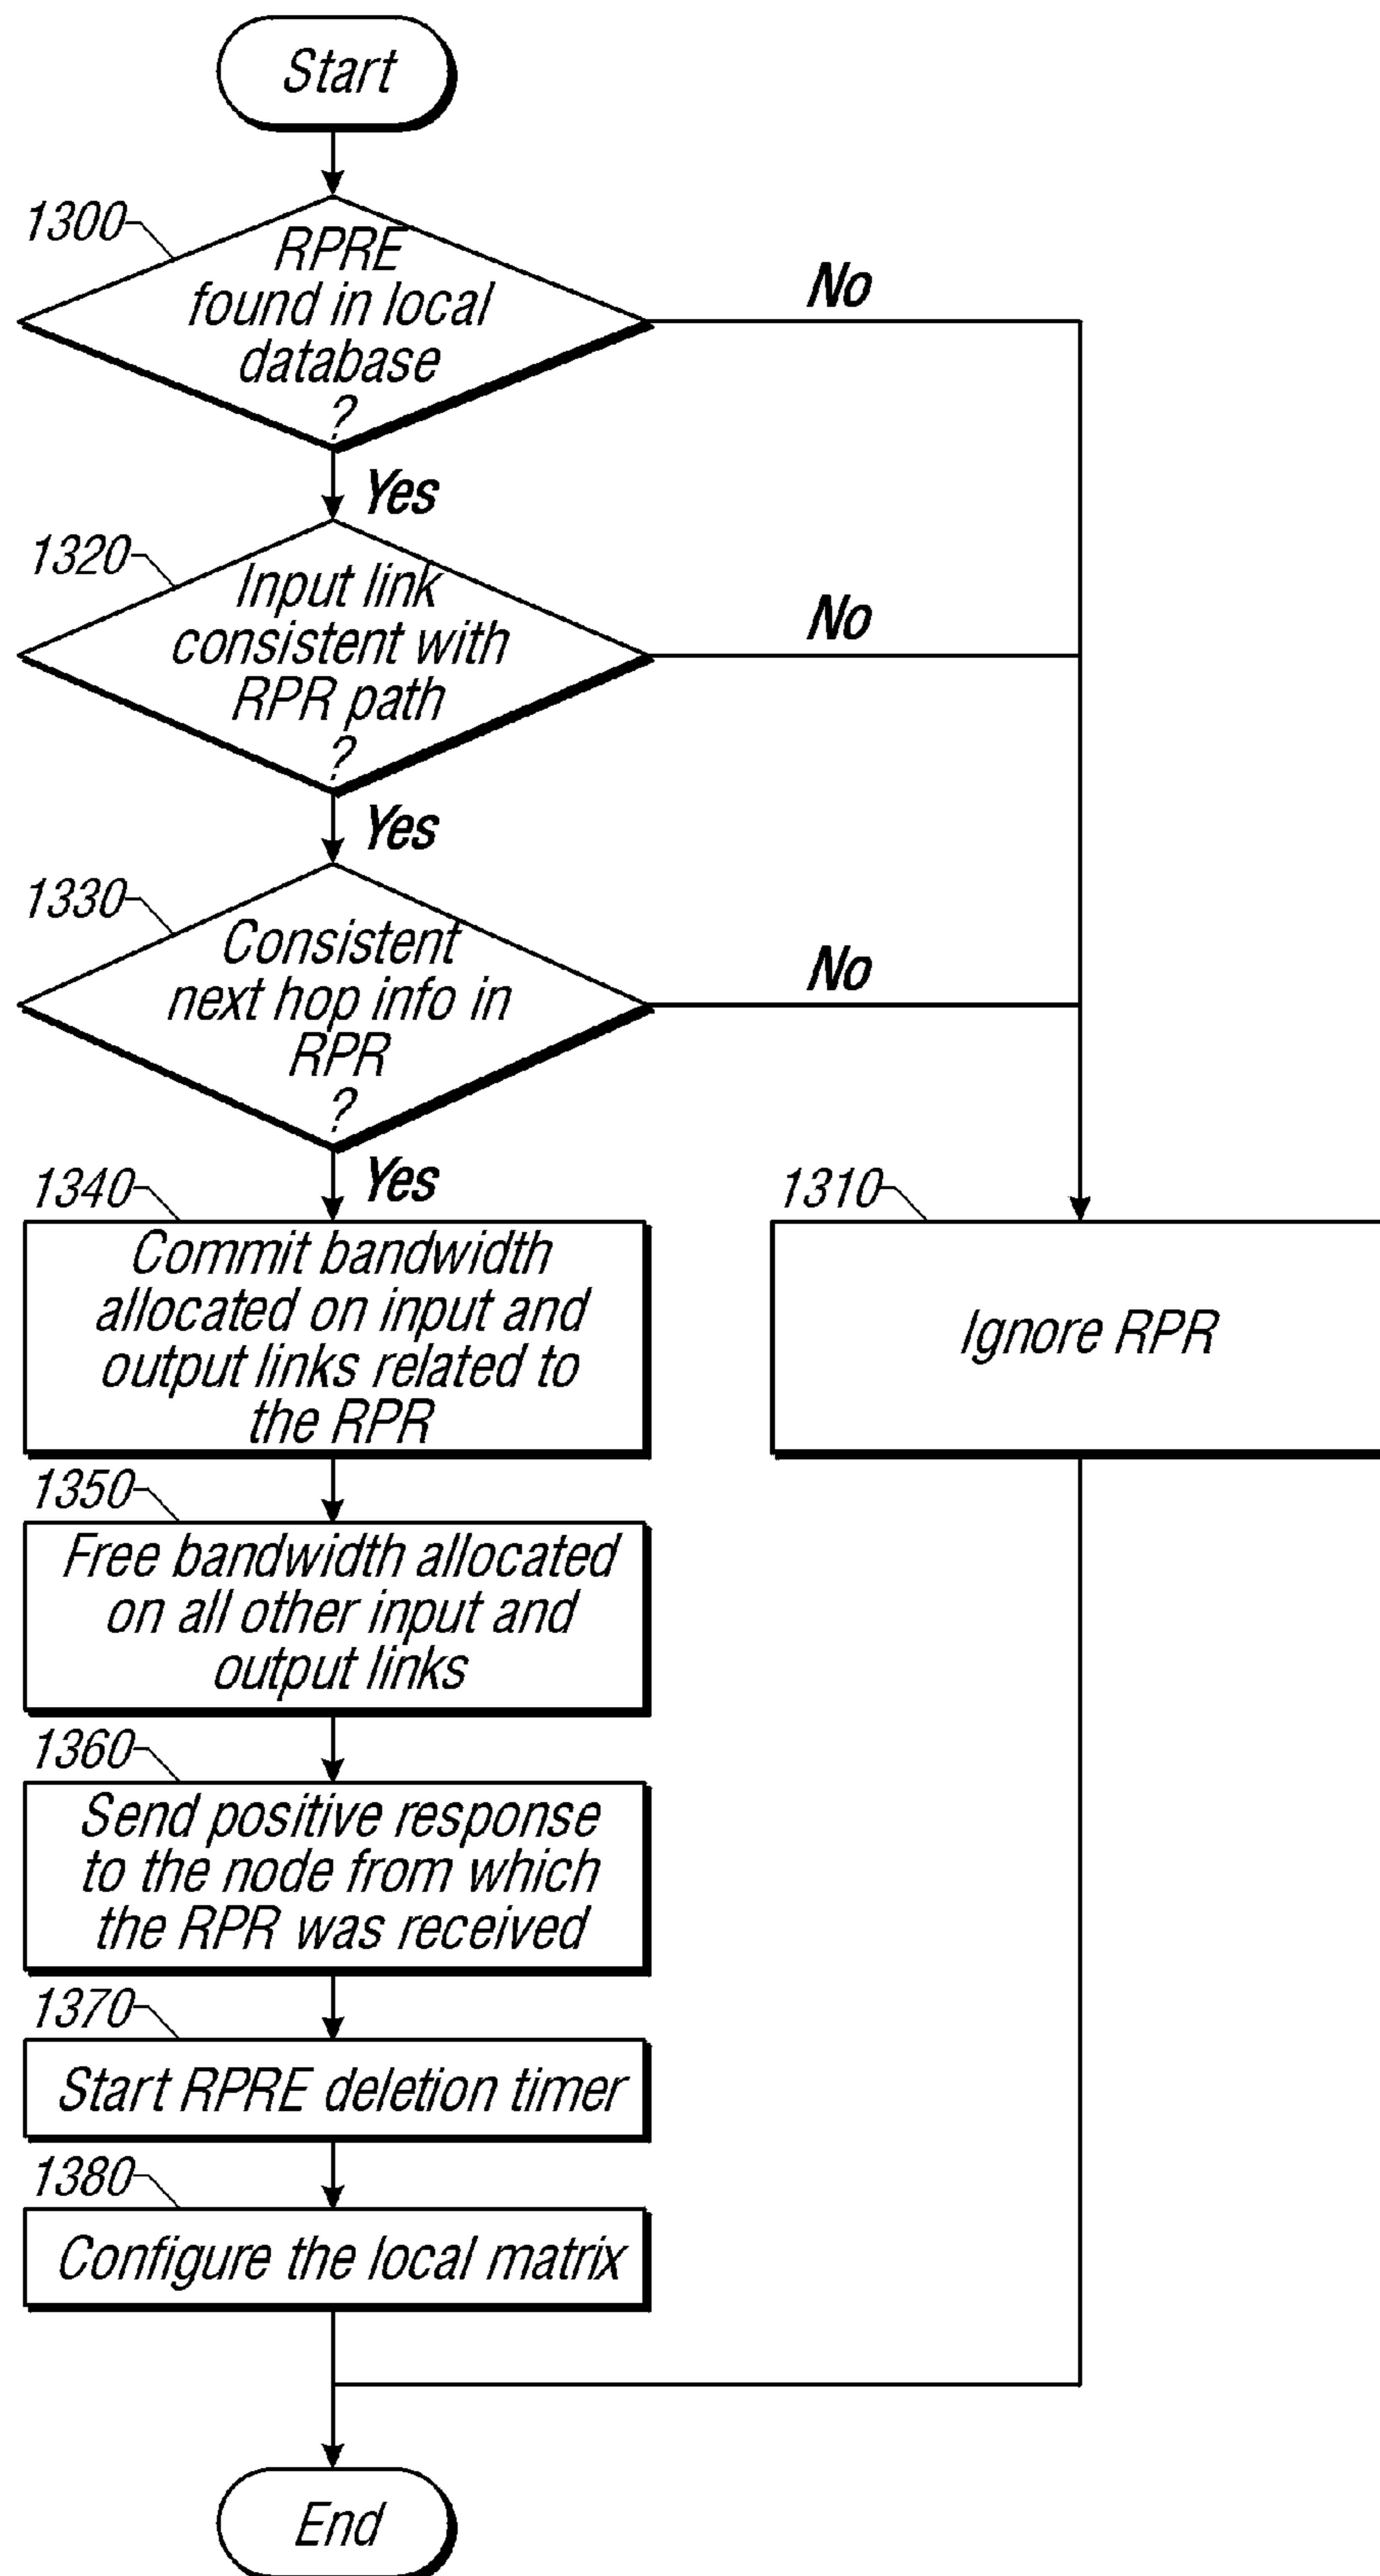 Start
1300
RPRE
found in local
database
?
No
Yes
1320
Input link
consistent with
RPR path
?
No
Yes
1330
Consistent
next hop info in
RPR
?
No
Yes
1340
Commit bandwidth
allocated on input and
output links related to
the RPR
1310
Ignore RPR
1350
Free bandwidth allocated
on all other input and
output links
1360
Send positive response
to the node from which
the RPR was received
1370
Start RPRE deletion timer
1380
Configure the local matrix
End